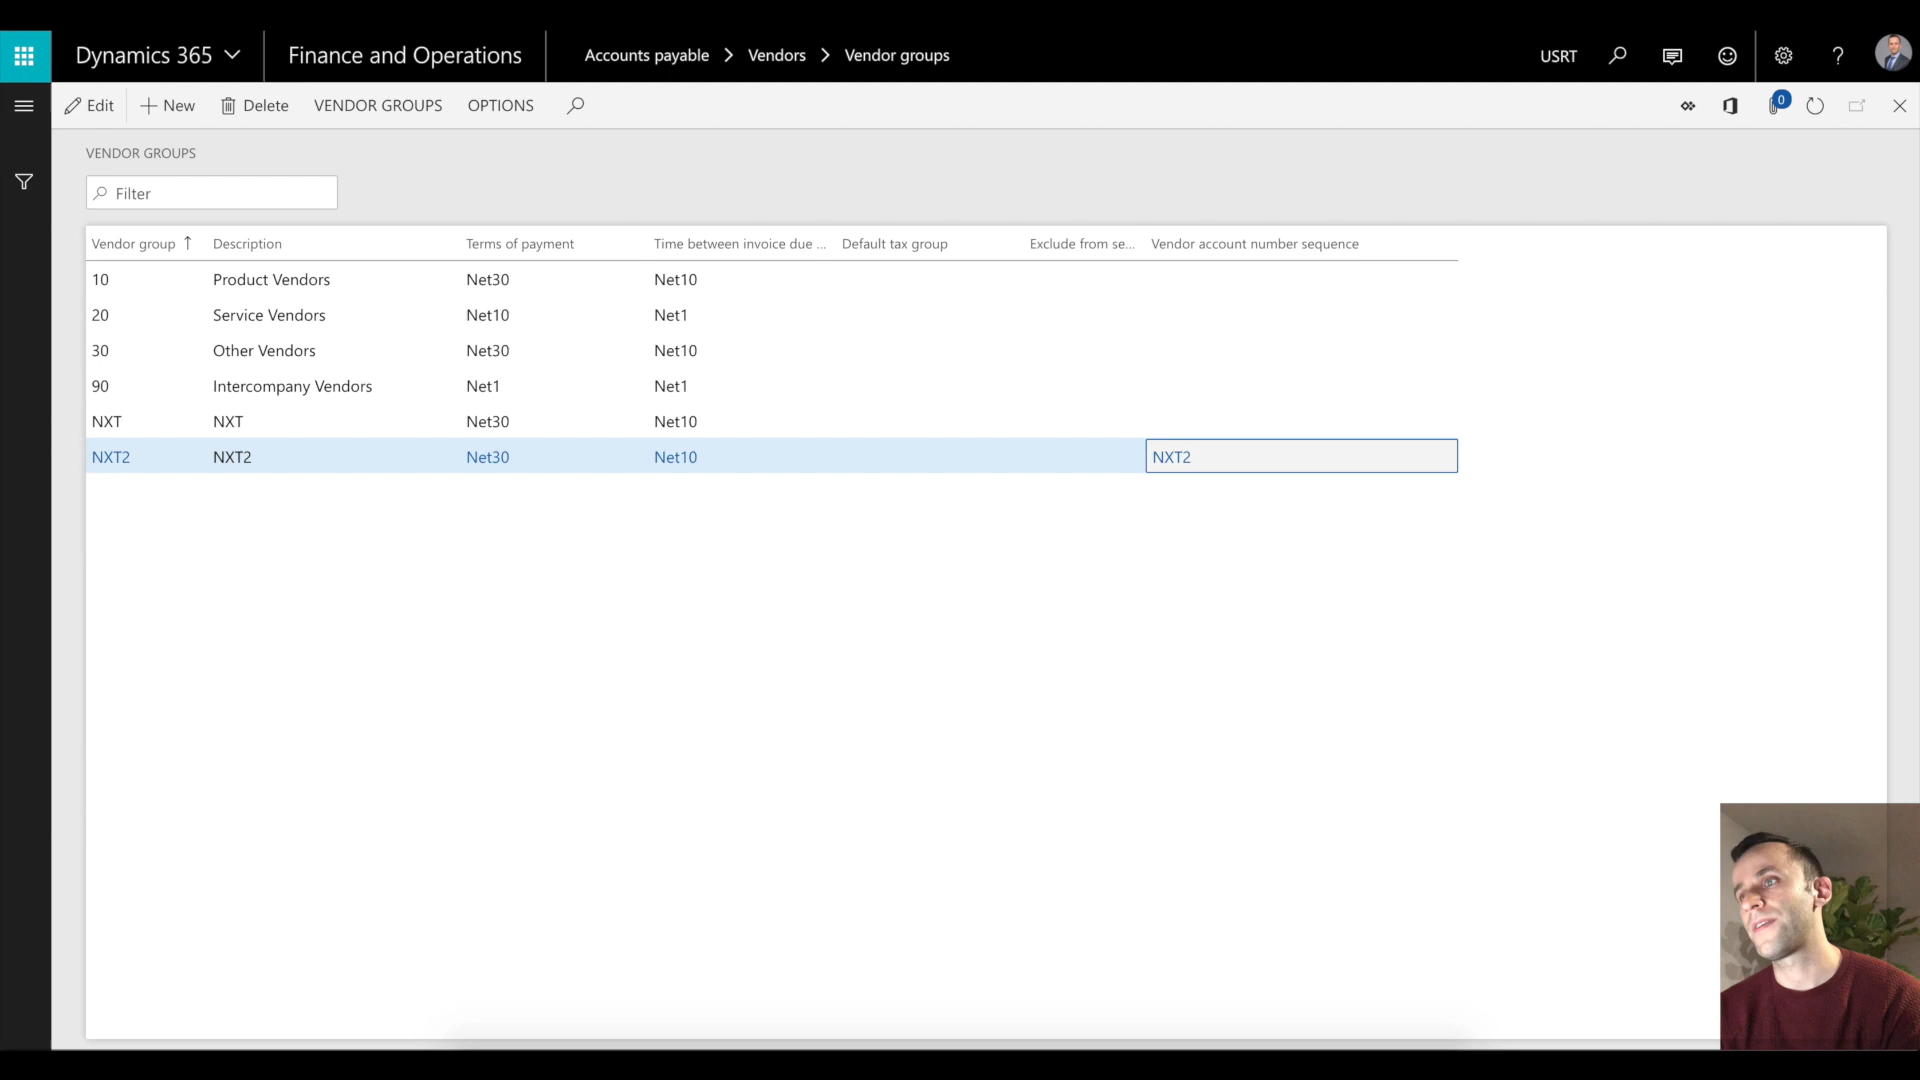 Dynamics 365 Finance and Operations Accounts payable Vendors Vendor groups USRT ?
Edit New Delete VENDOR GROUPS OPTIONS 0
VENDOR GROUPS
Filter
Vendor group Description Terms of payment Time between invoice due ... Default tax group Exclude from se... Vendor account number sequence
10 Product Vendors Net30 Net10
20 Service Vendors Net10 Net1
30 Other Vendors Net30 Net10
90 Intercompany Vendors Net1 Net1
NXT NXT Net30 Net10
NXT2 NXT2 Net30 Net10 NXT2